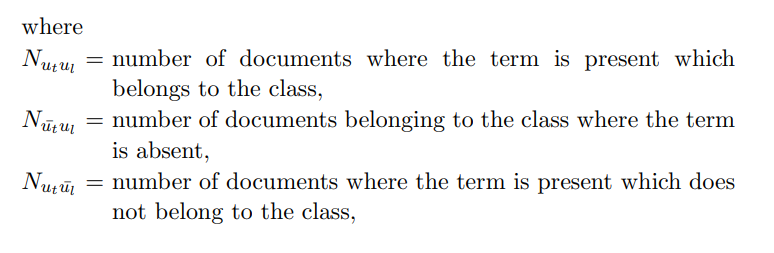 where
N_{u_t u_l} = number of documents where the term is present which
belongs to the class,
N_{\bar{u_t} u_l} = number of documents belonging to the class where the term
is absent,
N_{u_t \bar{u_l}} = number of documents where the term is present which does
not belong to the class,